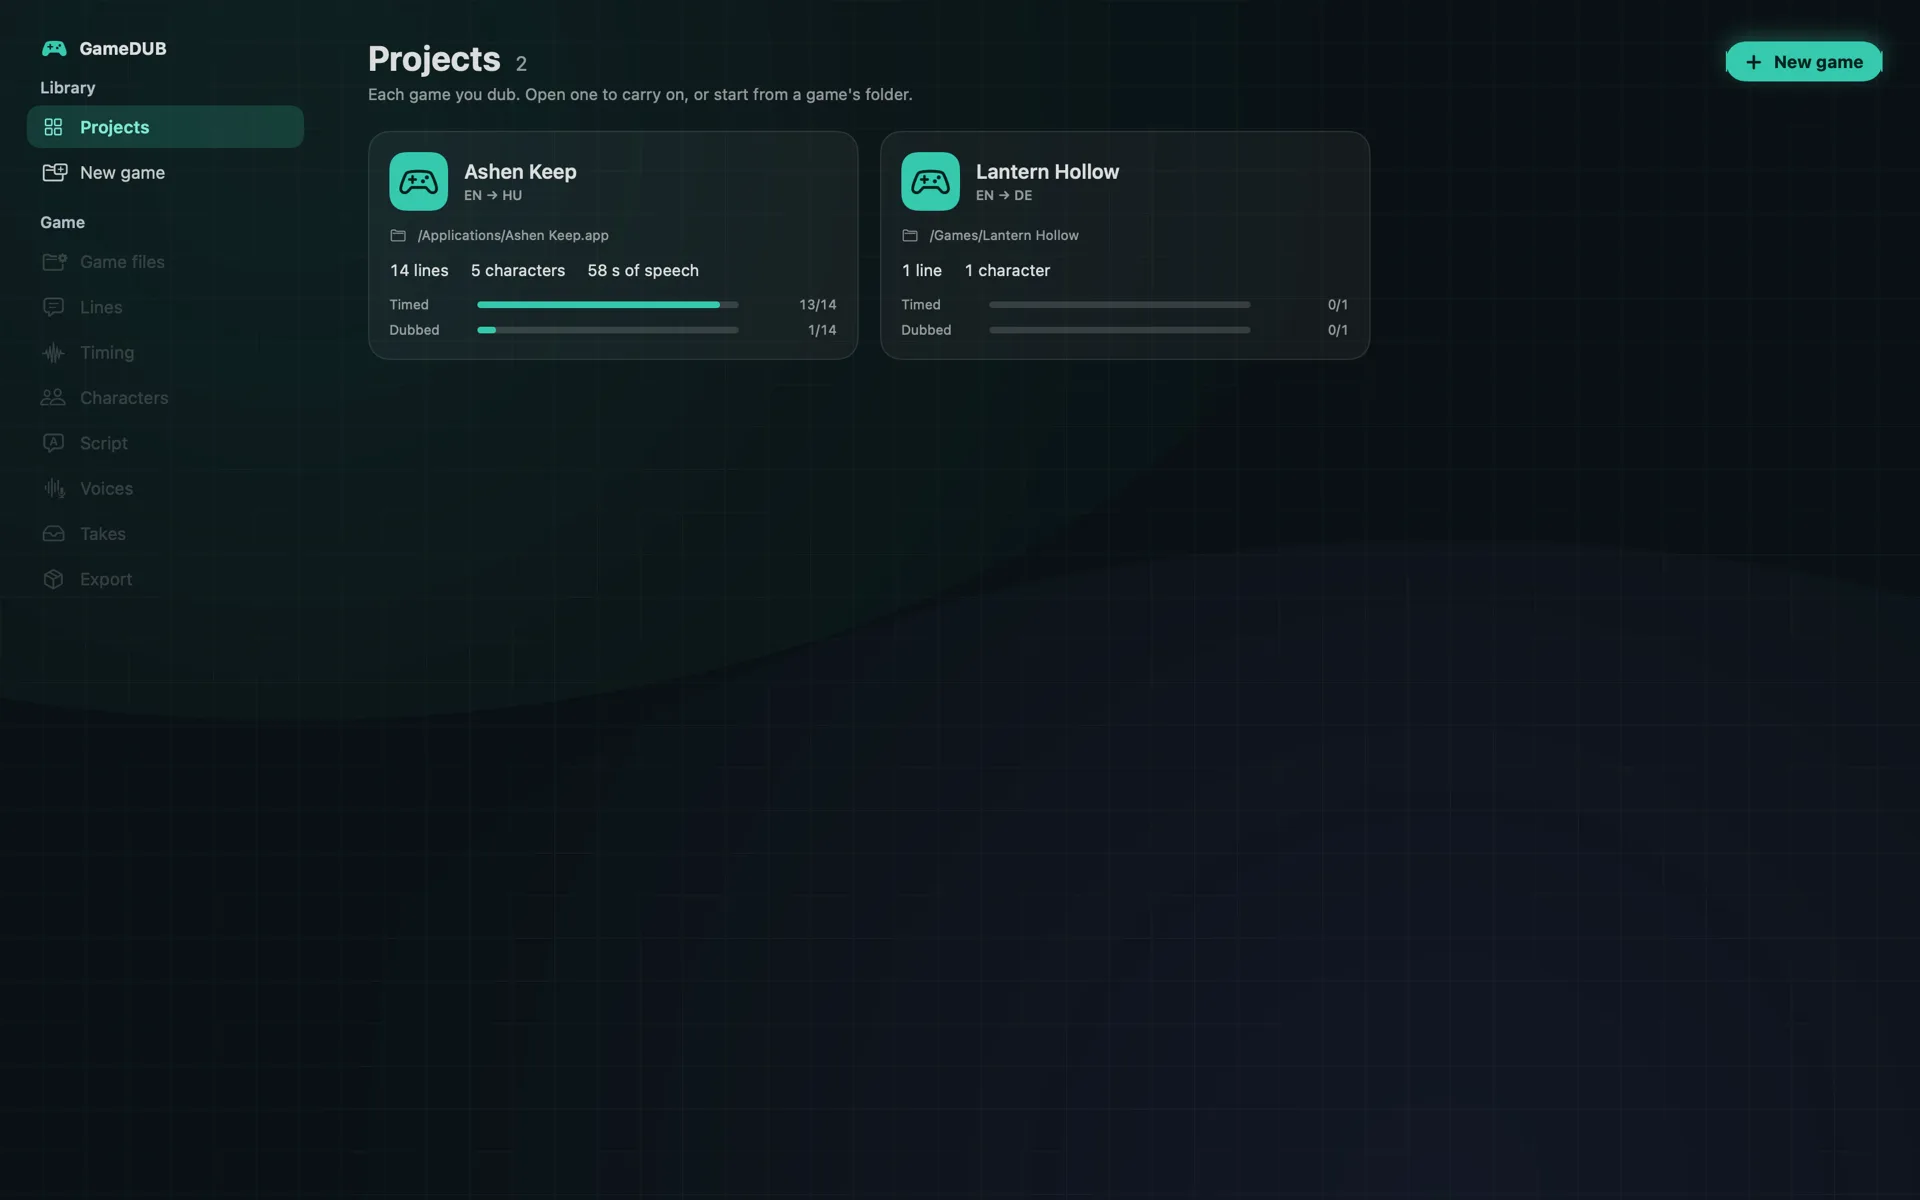 GameDUB
Library
Projects
New game
Game
Game files
Lines
Timing
Characters
Script
Voices
Takes
Export
Projects 2
Each game you dub. Open one to carry on, or start from a game's folder.
New game
Ashen Keep
EN → HU
/Applications/Ashen Keep.app
14 lines 5 characters 58 s of speech
Timed 13/14
Dubbed 1/14
Lantern Hollow
EN → DE
/Games/Lantern Hollow
1 line 1 character
Timed 0/1
Dubbed 0/1